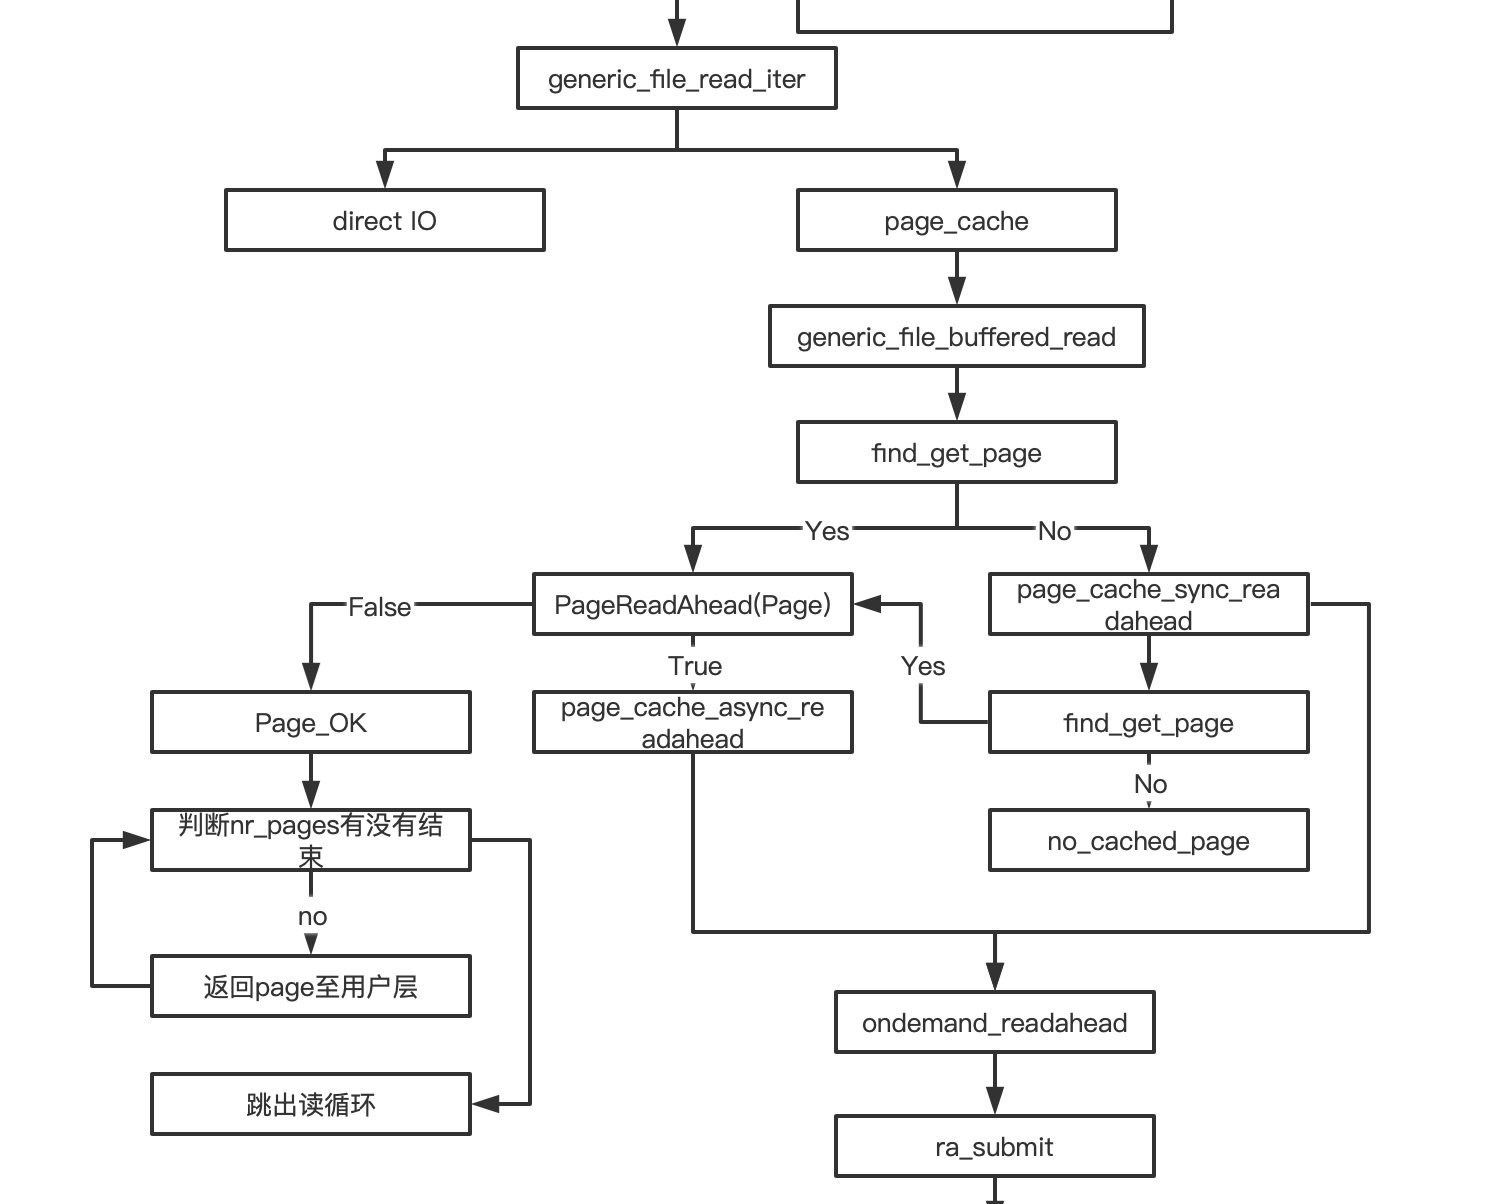 generic_file_read_iter
direct IO
page_cache
generic_file_buffered_read
find_get_page
Yes
No
False
PageReadAhead(Page)
page_cache_sync_rea
dahead
True
Yes
Page_OK
page_cache_async_re
adahead
find_get_page
No
判断nr_pages有没有结
束
no_cached_page
no
返回page至用户层
ondemand_readahead
跳出读循环
ra_submit